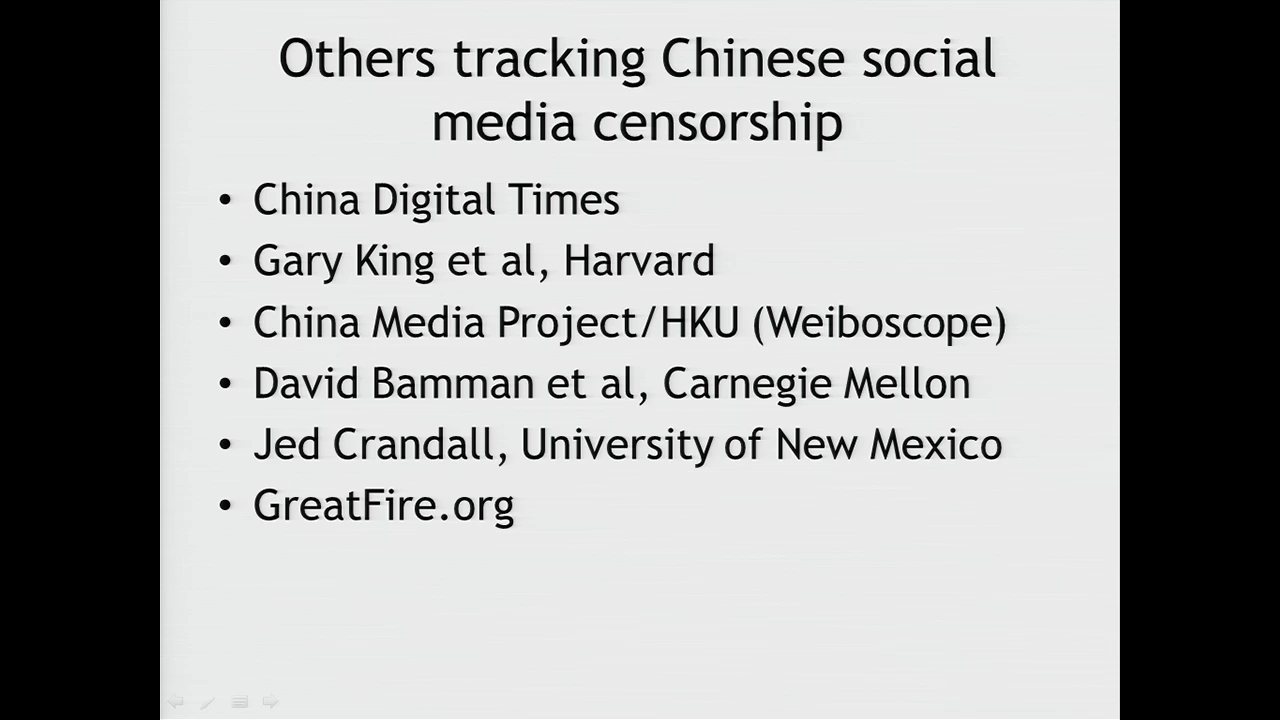 Others tracking Chinese social
media censorship
• China Digital Times
• Gary King et al, Harvard
• China Media Project/HKU (Weiboscope)
• David Bamman et al, Carnegie Mellon
• Jed Crandall, University of New Mexico
• GreatFire.org